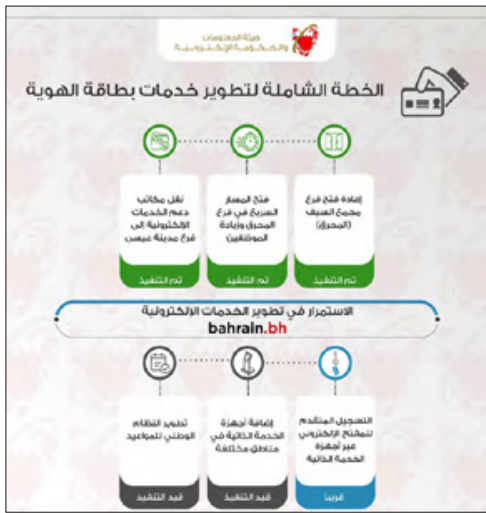 هيئة المعلومات
والحكومة الإلكترونية
الخطة الشاملة لتطوير خدمات بطاقة الهوية
إعادة فتح فرع
مجمع السيف
(المحرق)
تم التنفيذ
فتح المسار
السريع في فرع
المحرق وزيادة
الموظفين
تم التنفيذ
نقل مكاتب
دعم الخدمات
الإلكترونية إلى
فرع مدينة عيسى
تم التنفيذ
الاستمرار في تطوير الخدمات الإلكترونية
bahrain.bh
التسجيل المتقدم
للمفتاح الإلكتروني
عبر أجهزة
الخدمة الذاتية
قريبا
إضافة أجهزة
الخدمة الذاتية في
مناطق مختلفة
قيد التنفيذ
تطوير النظام
الوطني للمواعيد
قيد التنفيذ